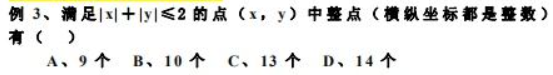 例 3、满足|x|+|y|≤2 的点（x，y）中整点（横纵坐标都是整数）
有（　）
A、9 个　B、10 个　C、13 个　D、14 个